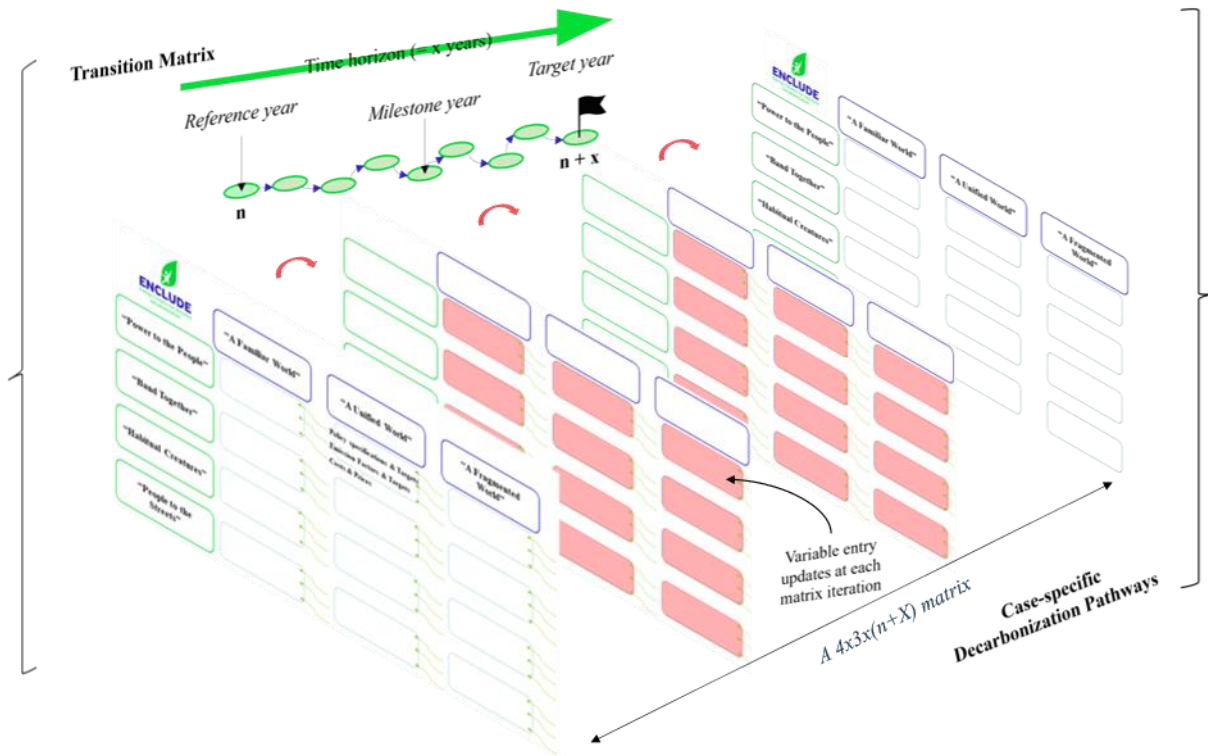 Transition Matrix
Time horizon (= x years)
Target year
Reference year
Milestone year
n
n + x
ENCLUDE
"Power to the People"
"Band Together"
"Habitual Creatures"
"A Familiar World"
"A Unified World"
"A Fragmented
World"
ENCLUDE
"Power to the People"
"Band Together"
"Habitual Creatures"
"People to the
Streets"
"A Familiar World"
"A Unified World"
Policy specifications & Targets
Emission Factors & Targets
Costs & Prices
"A Fragmented
World"
Variable entry
updates at each
matrix iteration
A 4x3x(n+X) matrix
Case-specific
Decarbonization Pathways